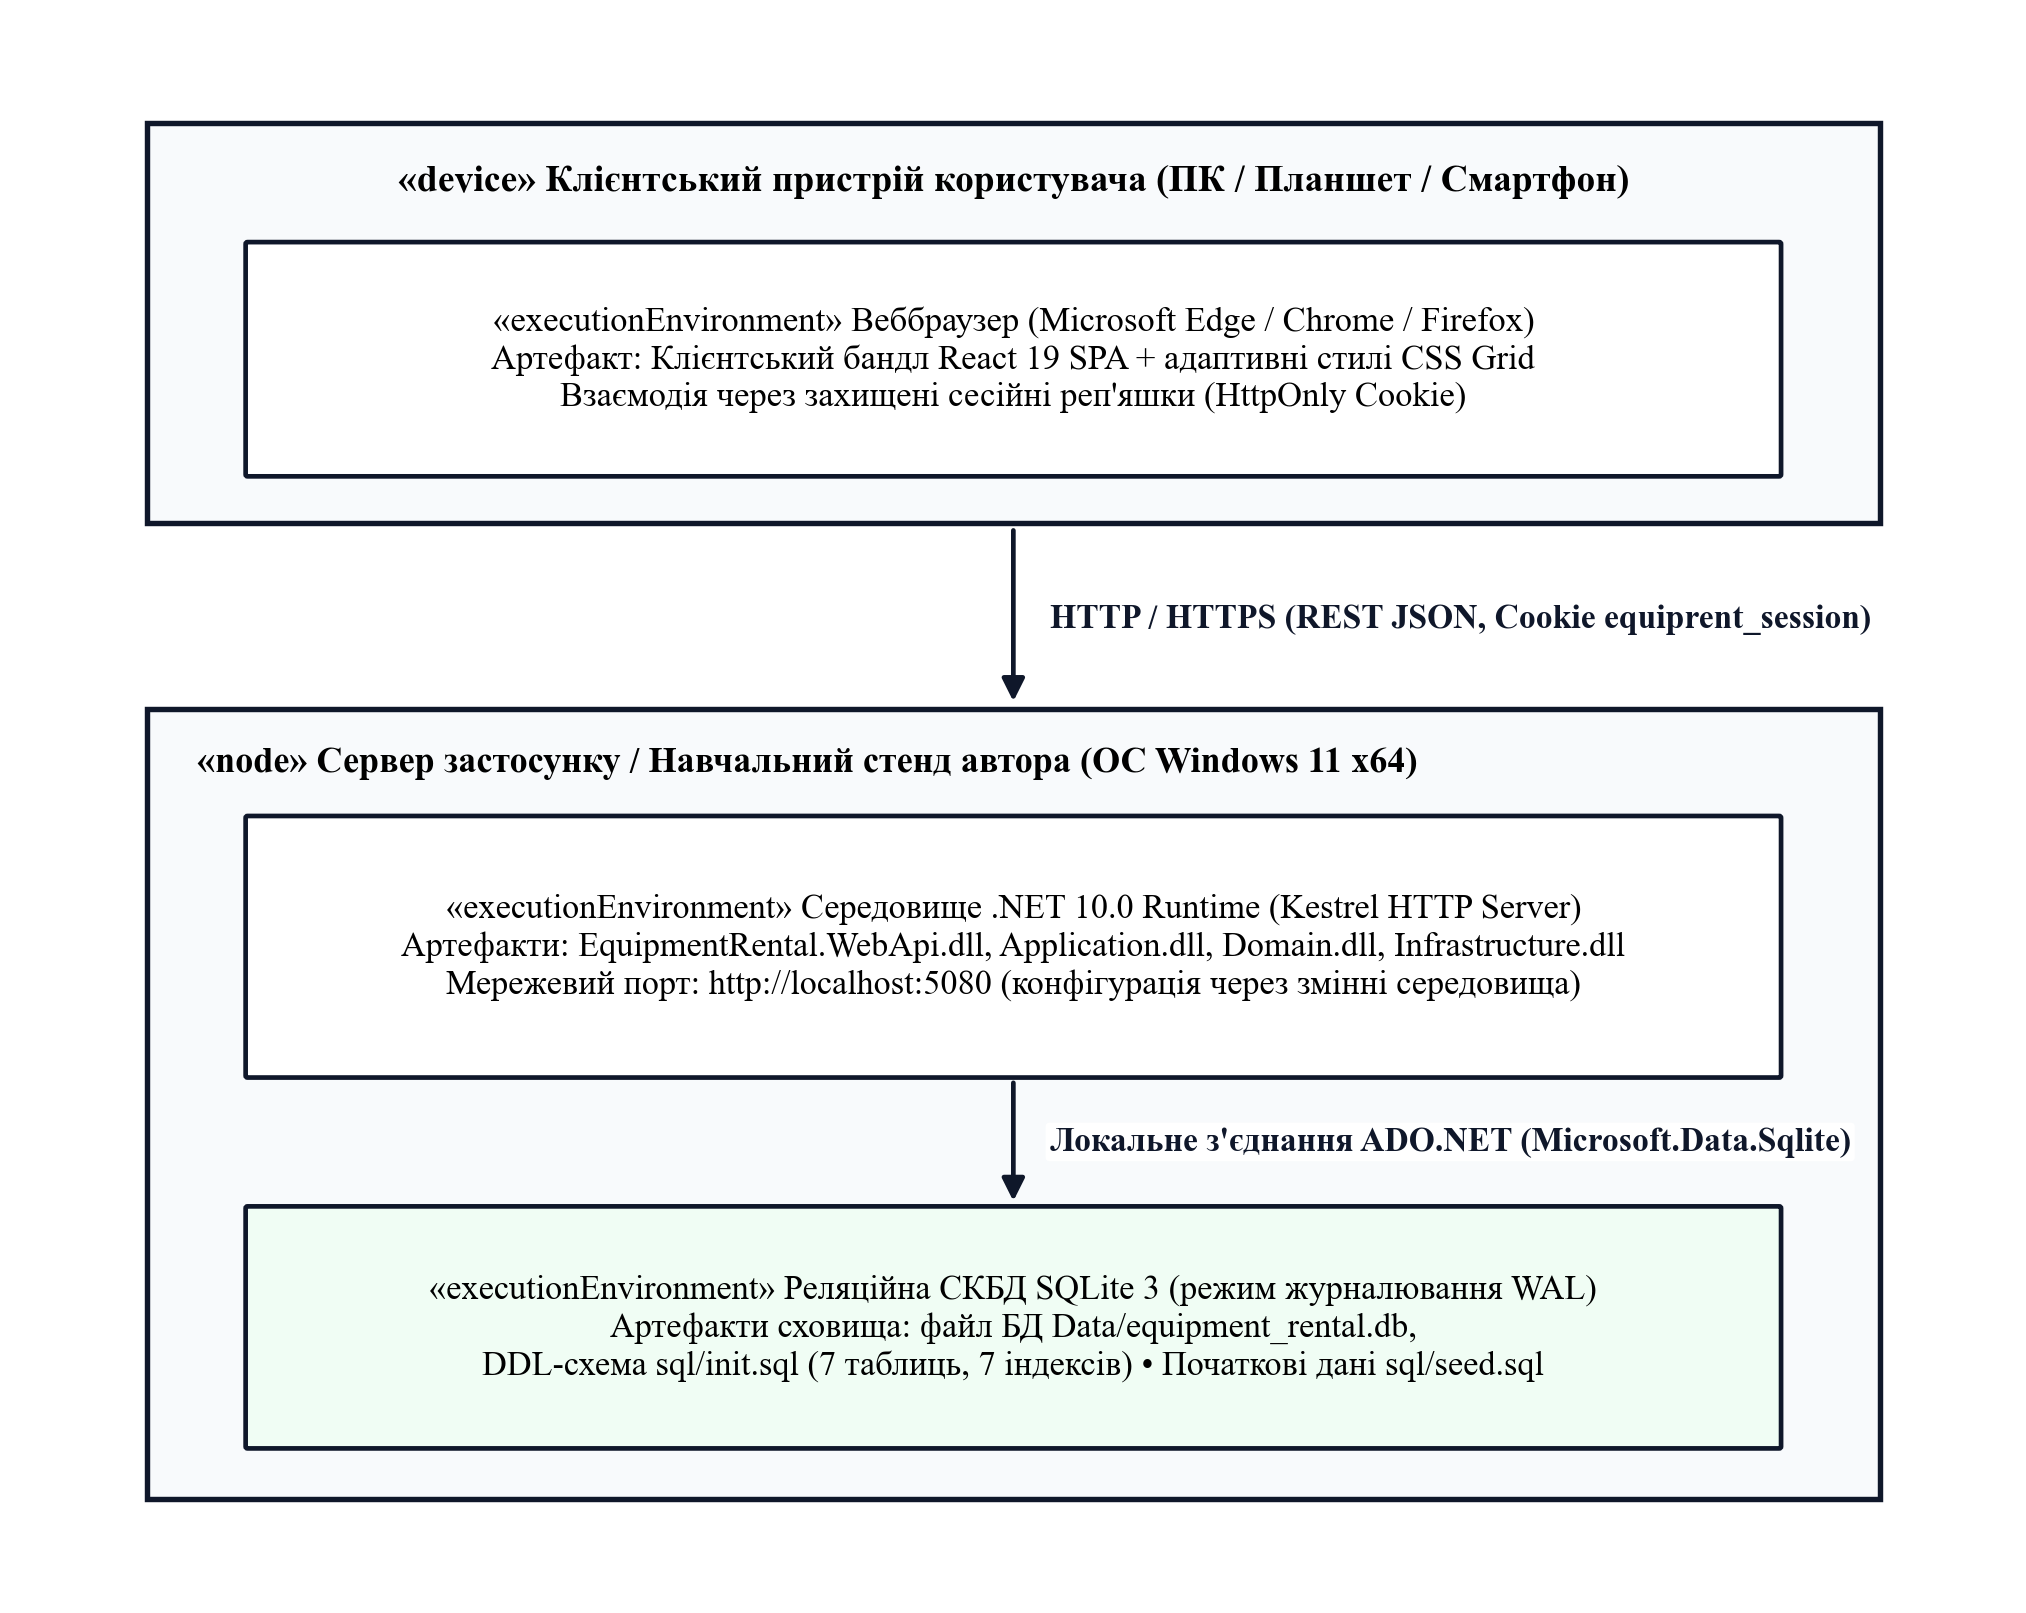 «device» Клієнтський пристрій користувача (ПК / Планшет / Смартфон)
«executionEnvironment» Веббраузер (Microsoft Edge / Chrome / Firefox)
Артефакт: Клієнтський бандл React 19 SPA + адаптивні стилі CSS Grid
Взаємодія через захищені сесійні реп'яшки (HttpOnly Cookie)
HTTP / HTTPS (REST JSON, Cookie equiprent_session)
«node» Сервер застосунку / Навчальний стенд автора (ОС Windows 11 x64)
«executionEnvironment» Середовище .NET 10.0 Runtime (Kestrel HTTP Server)
Артефакти: EquipmentRental.WebApi.dll, Application.dll, Domain.dll, Infrastructure.dll
Мережевий порт: http://localhost:5080 (конфігурація через змінні середовища)
Локальне з'єднання ADO.NET (Microsoft.Data.Sqlite)
«executionEnvironment» Реляційна СКБД SQLite 3 (режим журналювання WAL)
Артефакти сховища: файл БД Data/equipment_rental.db,
DDL-схема sql/init.sql (7 таблиць, 7 індексів) • Початкові дані sql/seed.sql